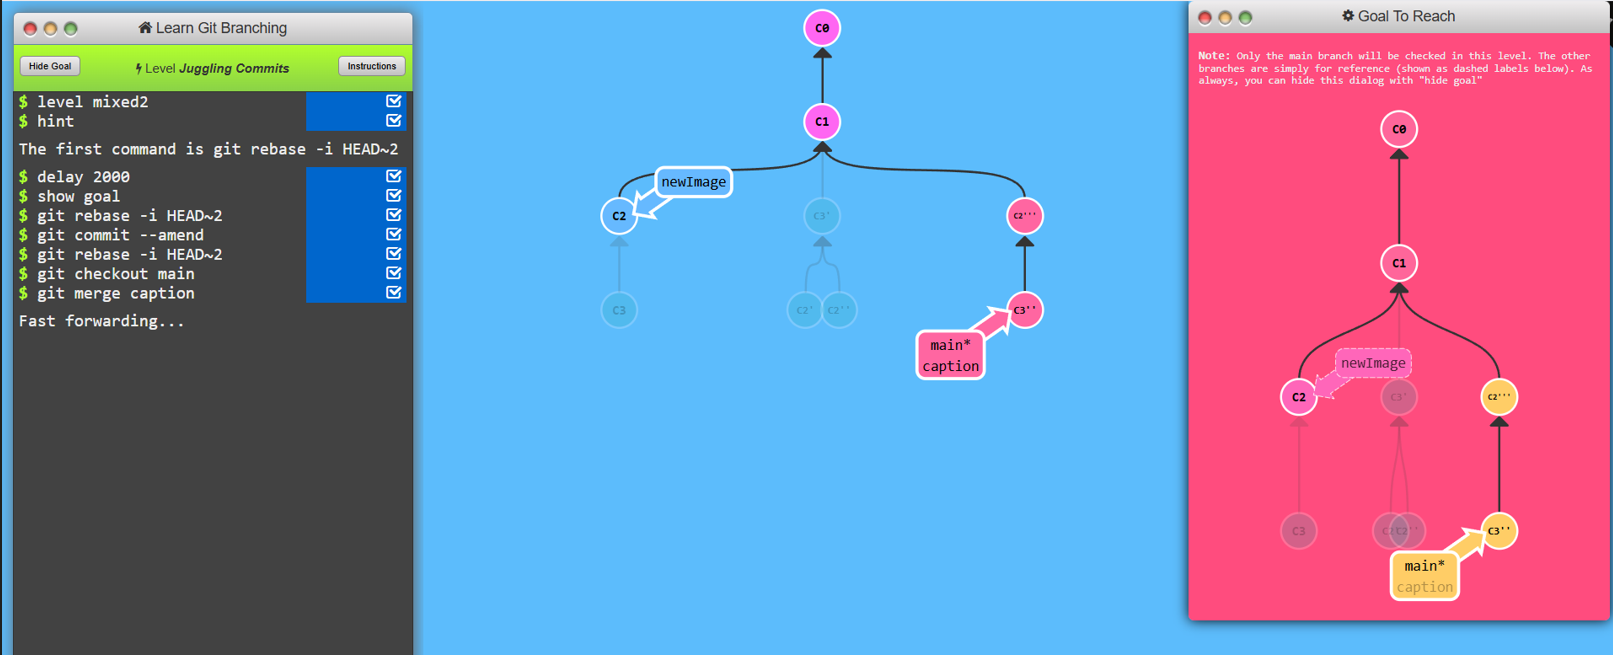 Learn Git Branching
Hide Goal
Level Juggling Commits
Instructions
$ level mixed2
$ hint
The first command is git rebase -i HEAD~2
$ delay 2000
$ show goal
$ git rebase -i HEAD~2
$ git commit --amend
$ git rebase -i HEAD~2
$ git checkout main
$ git merge caption
Fast forwarding...
C0
C1
newImage
C2
C3'
C2'''
C3
C2'
C2''
C3''
main*
caption
Goal To Reach
Note: Only the main branch will be checked in this level. The other
branches are simply for reference (shown as dashed labels below). As
always, you can hide this dialog with "hide goal"
C0
C1
newImage
C2
C3'
C2'''
C3
C2''
C3''
main*
caption